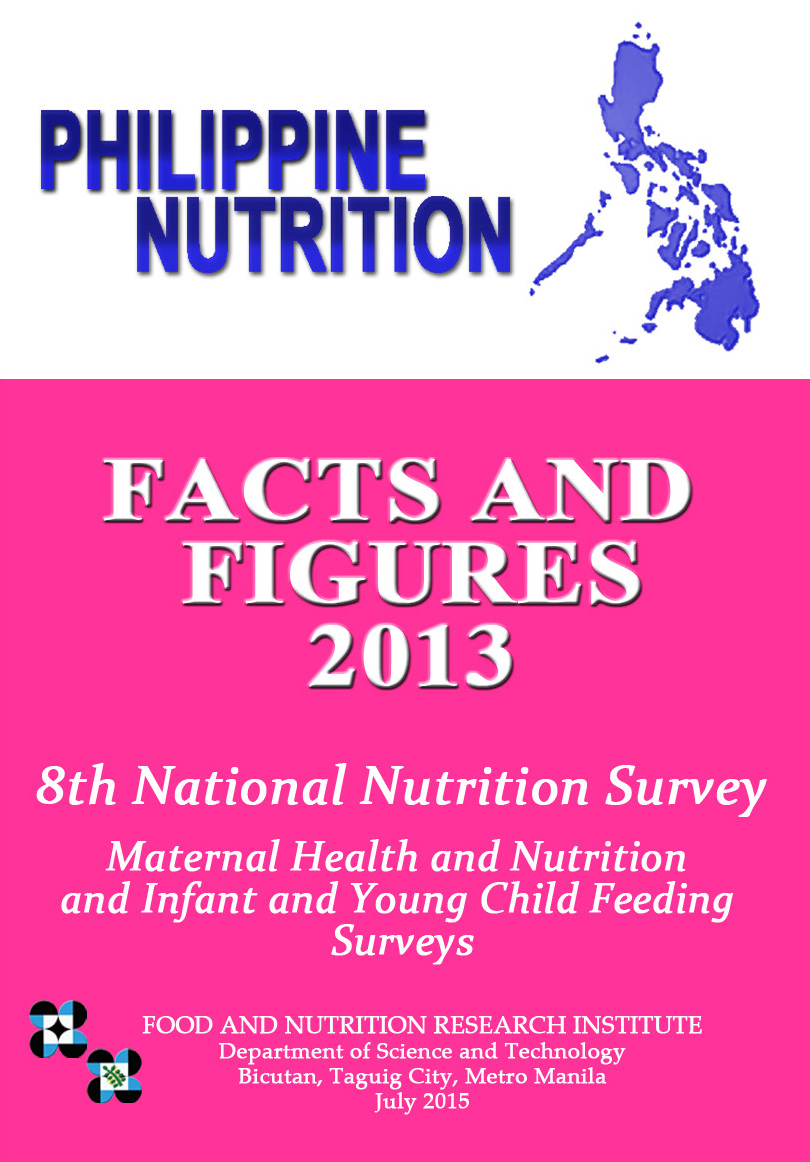 PHILIPPINE
NUTRITION
FACTS AND
FIGURES
2013
8th National Nutrition Survey
Maternal Health and Nutrition
and Infant and Young Child Feeding
Surveys
FOOD AND NUTRITION RESEARCH INSTITUTE
Department of Science and Technology
Bicutan, Taguig City, Metro Manila
July 2015